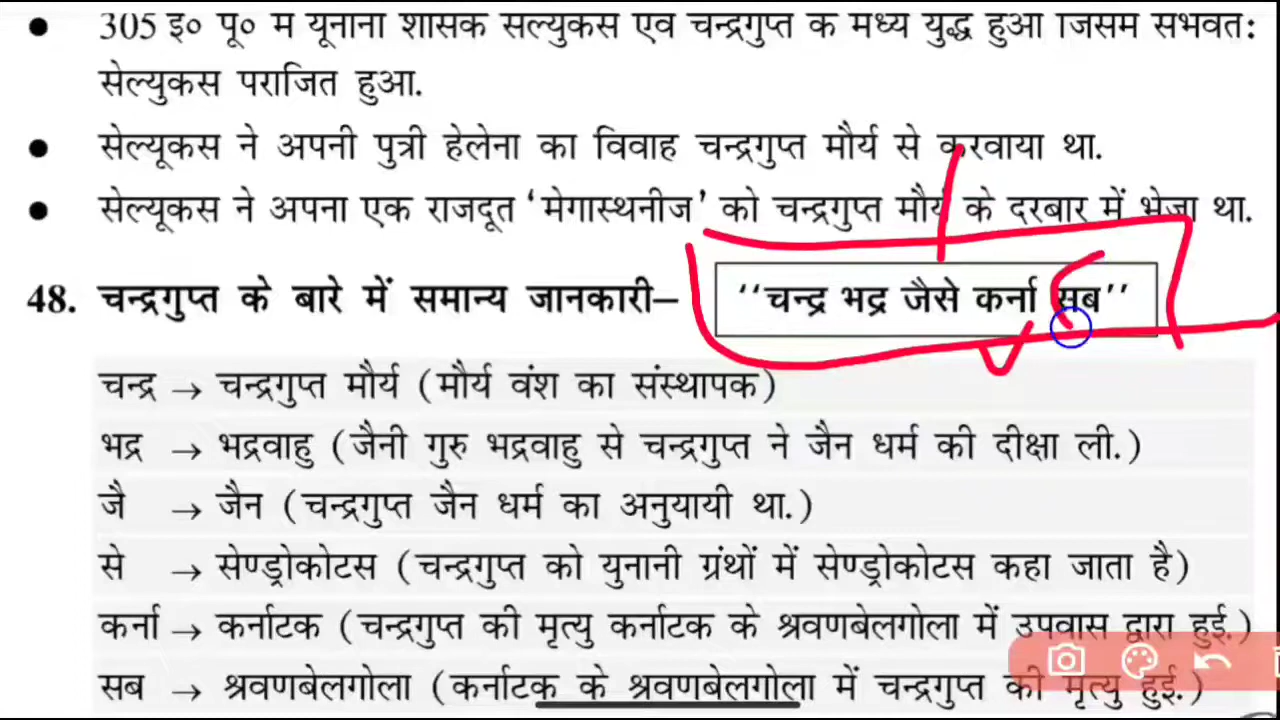 ● 305 इ० पू० म यूनाना शासक सल्युकस एव चन्द्रगुप्त क मध्य युद्ध हुआ जिसम सभवत:
सेल्युकस पराजित हुआ.
● सेल्यूकस ने अपनी पुत्री हेलेना का विवाह चन्द्रगुप्त मौर्य से करवाया था.
● सेल्यूकस ने अपना एक राजदूत ‘मेगास्थनीज’ को चन्द्रगुप्त मौर्य के दरबार में भेजा था.
48. चन्द्रगुप्त के बारे में समान्य जानकारी– ‘‘चन्द्र भद्र जैसे कर्ना सब’’
चन्द्र → चन्द्रगुप्त मौर्य (मौर्य वंश का संस्थापक)
भद्र → भद्रवाहु (जैनी गुरु भद्रवाहु से चन्द्रगुप्त ने जैन धर्म की दीक्षा ली.)
जै → जैन (चन्द्रगुप्त जैन धर्म का अनुयायी था.)
से → सेण्ड्रोकोटस (चन्द्रगुप्त को युनानी ग्रंथों में सेण्ड्रोकोटस कहा जाता है)
कर्ना → कर्नाटक (चन्द्रगुप्त की मृत्यु कर्नाटक के श्रवणबेलगोला में उपवास द्वारा हुई.)
सब → श्रवणबेलगोला (कर्नाटक के श्रवणबेलगोला में चन्द्रगुप्त की मृत्यु हुई.)